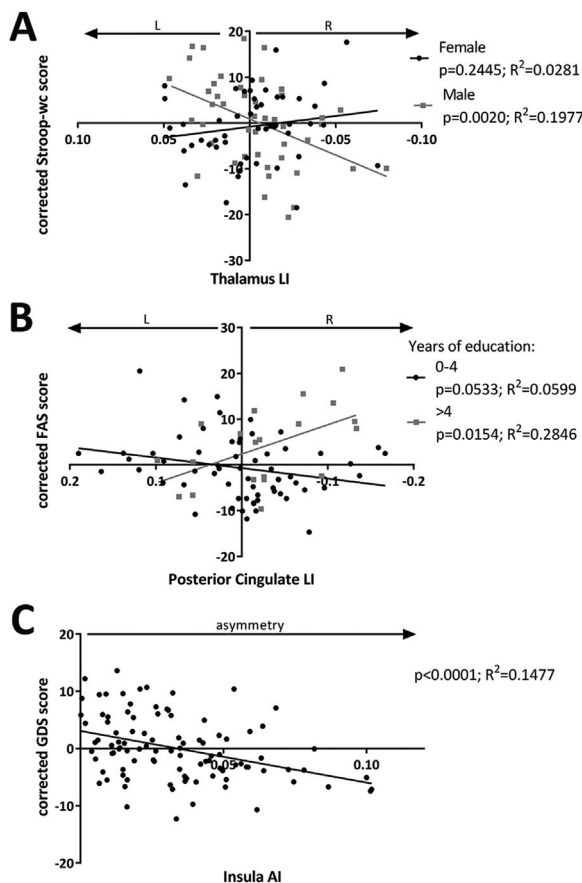 A
L R
20
10
0.10 0.05 -0.05 -0.10
-10
-20
-30
corrected Stroop-wc score
Thalamus LI
Female
p=0.2445; R²=0.0281
Male
p=0.0020; R²=0.1977
B
L 30 R
20
10
0.2 0.1 -0.1 -0.2
-10
-20
corrected FAS score
Posterior Cingulate LI
Years of education:
0-4
p=0.0533; R²=0.0599
>4
p=0.0154; R²=0.2846
C
asymmetry
20
10
0
0.05 0.10
-10
-20
corrected GDS score
Insula AI
p<0.0001; R²=0.1477